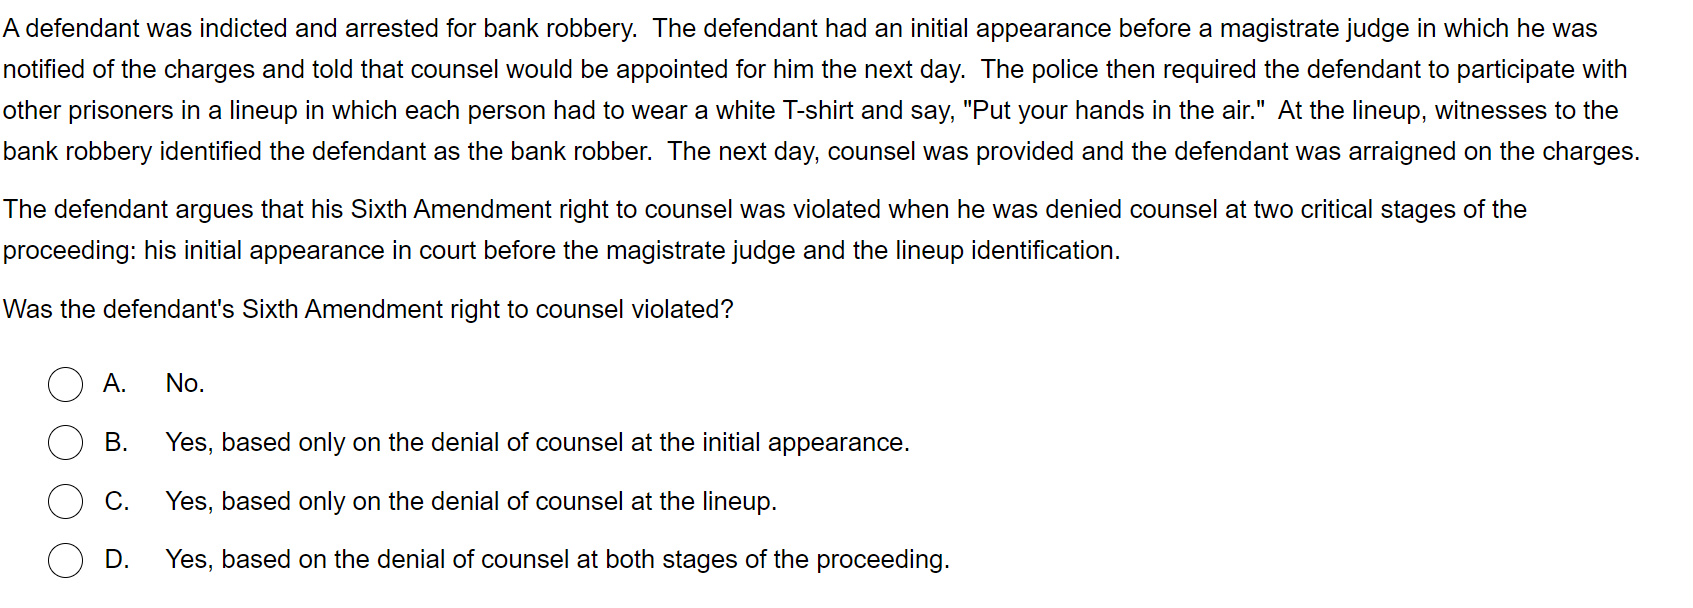 A defendant was indicted and arrested for bank robbery.  The defendant had an initial appearance before a magistrate judge in which he was
notified of the charges and told that counsel would be appointed for him the next day.  The police then required the defendant to participate with
other prisoners in a lineup in which each person had to wear a white T-shirt and say, "Put your hands in the air."  At the lineup, witnesses to the
bank robbery identified the defendant as the bank robber.  The next day, counsel was provided and the defendant was arraigned on the charges.
The defendant argues that his Sixth Amendment right to counsel was violated when he was denied counsel at two critical stages of the
proceeding: his initial appearance in court before the magistrate judge and the lineup identification.
Was the defendant's Sixth Amendment right to counsel violated?
A. No.
B. Yes, based only on the denial of counsel at the initial appearance.
C. Yes, based only on the denial of counsel at the lineup.
D. Yes, based on the denial of counsel at both stages of the proceeding.